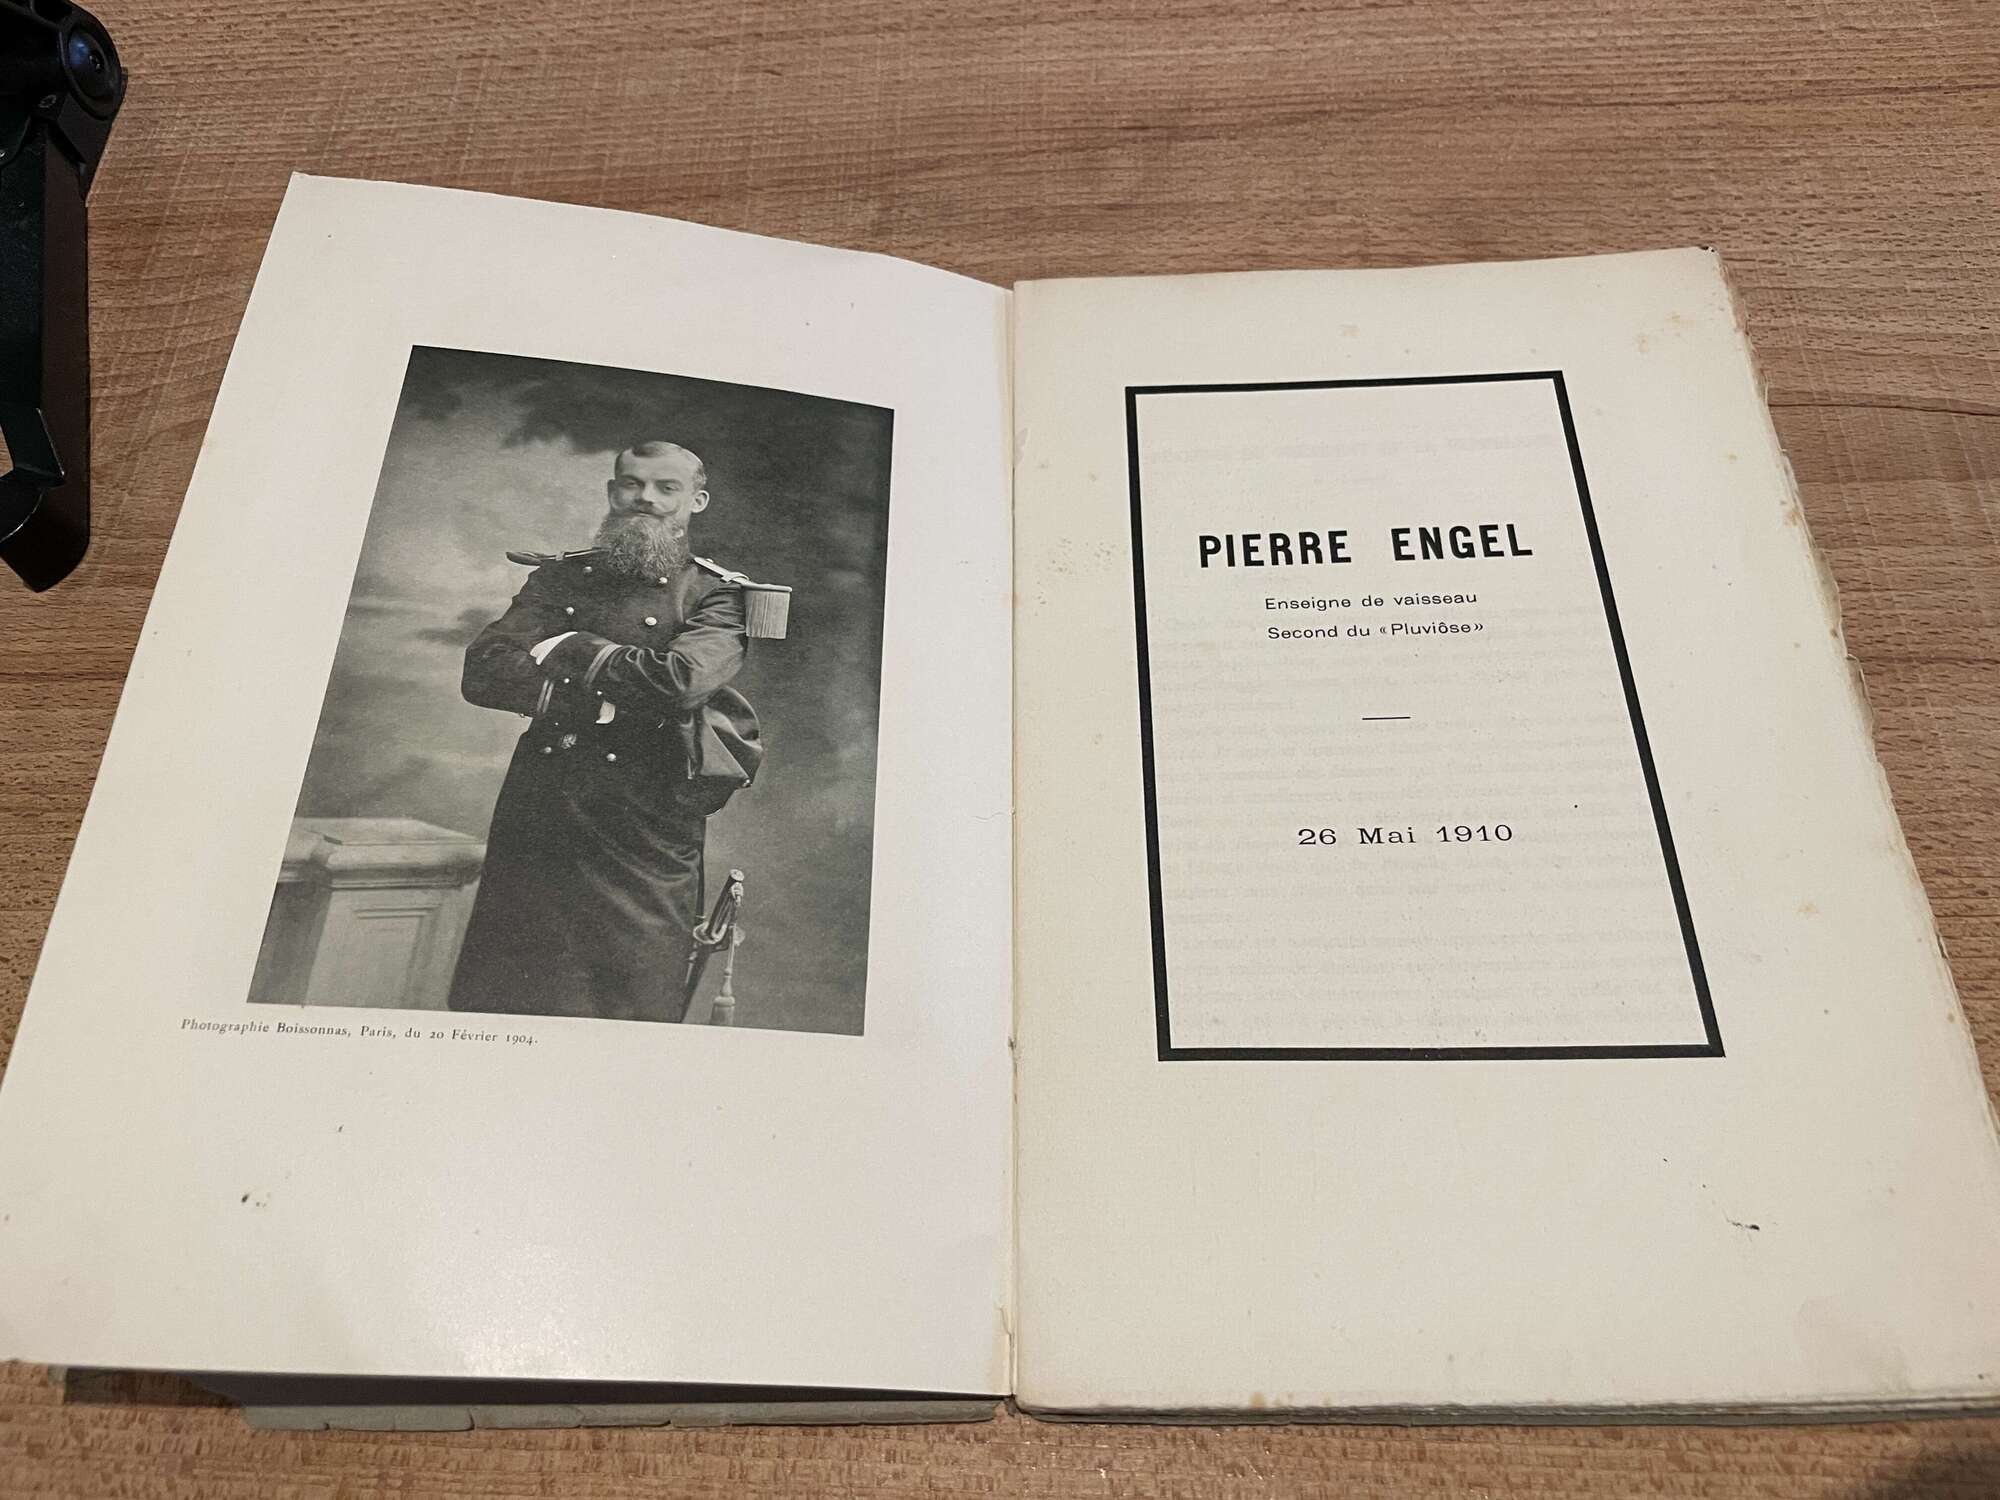 Photographie Boissonnas, Paris, du 20 Février 1904.
PIERRE ENGEL
Enseigne de vaisseau
Second du «Pluviôse»
26 Mai 1910